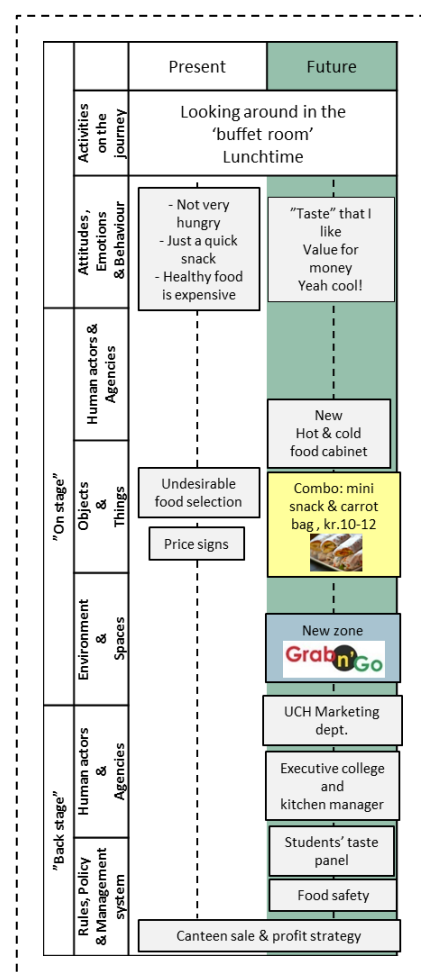 Present
Future
Activities
on the
journey
Looking around in the
‘buffet room’
Lunchtime
Attitudes,
Emotions
& Behaviour
- Not very
hungry
- Just a quick
snack
- Healthy food
is expensive
”Taste” that I
like
Value for
money
Yeah cool!
”On stage”
Human actors &
Agencies
New
Hot & cold
food cabinet
Objects
&
Things
Undesirable
food selection
Price signs
Combo: mini
snack & carrot
bag , kr.10-12
Environment
&
Spaces
New zone
Grab n' Go
”Back stage”
Human actors
&
Agencies
UCH Marketing
dept.
Executive college
and
kitchen manager
Rules, Policy
& Management
system
Students’ taste
panel
Food safety
Canteen sale & profit strategy